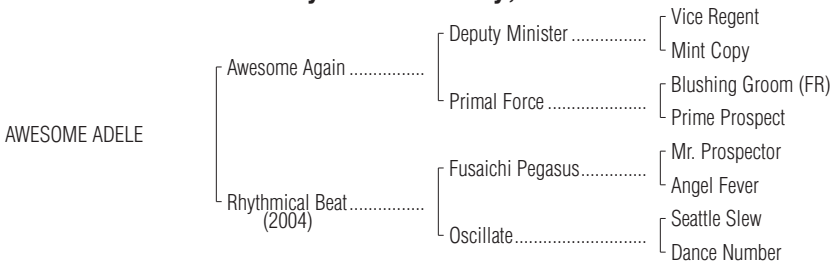 Vice Regent
Deputy Minister ................
Mint Copy
Awesome Again ................
Blushing Groom (FR)
Primal Force .....................
Prime Prospect
AWESOME ADELE
Mr. Prospector
Fusaichi Pegasus..............
Angel Fever
Rhythmical Beat................
(2004)
Seattle Slew
Oscillate............................
Dance Number